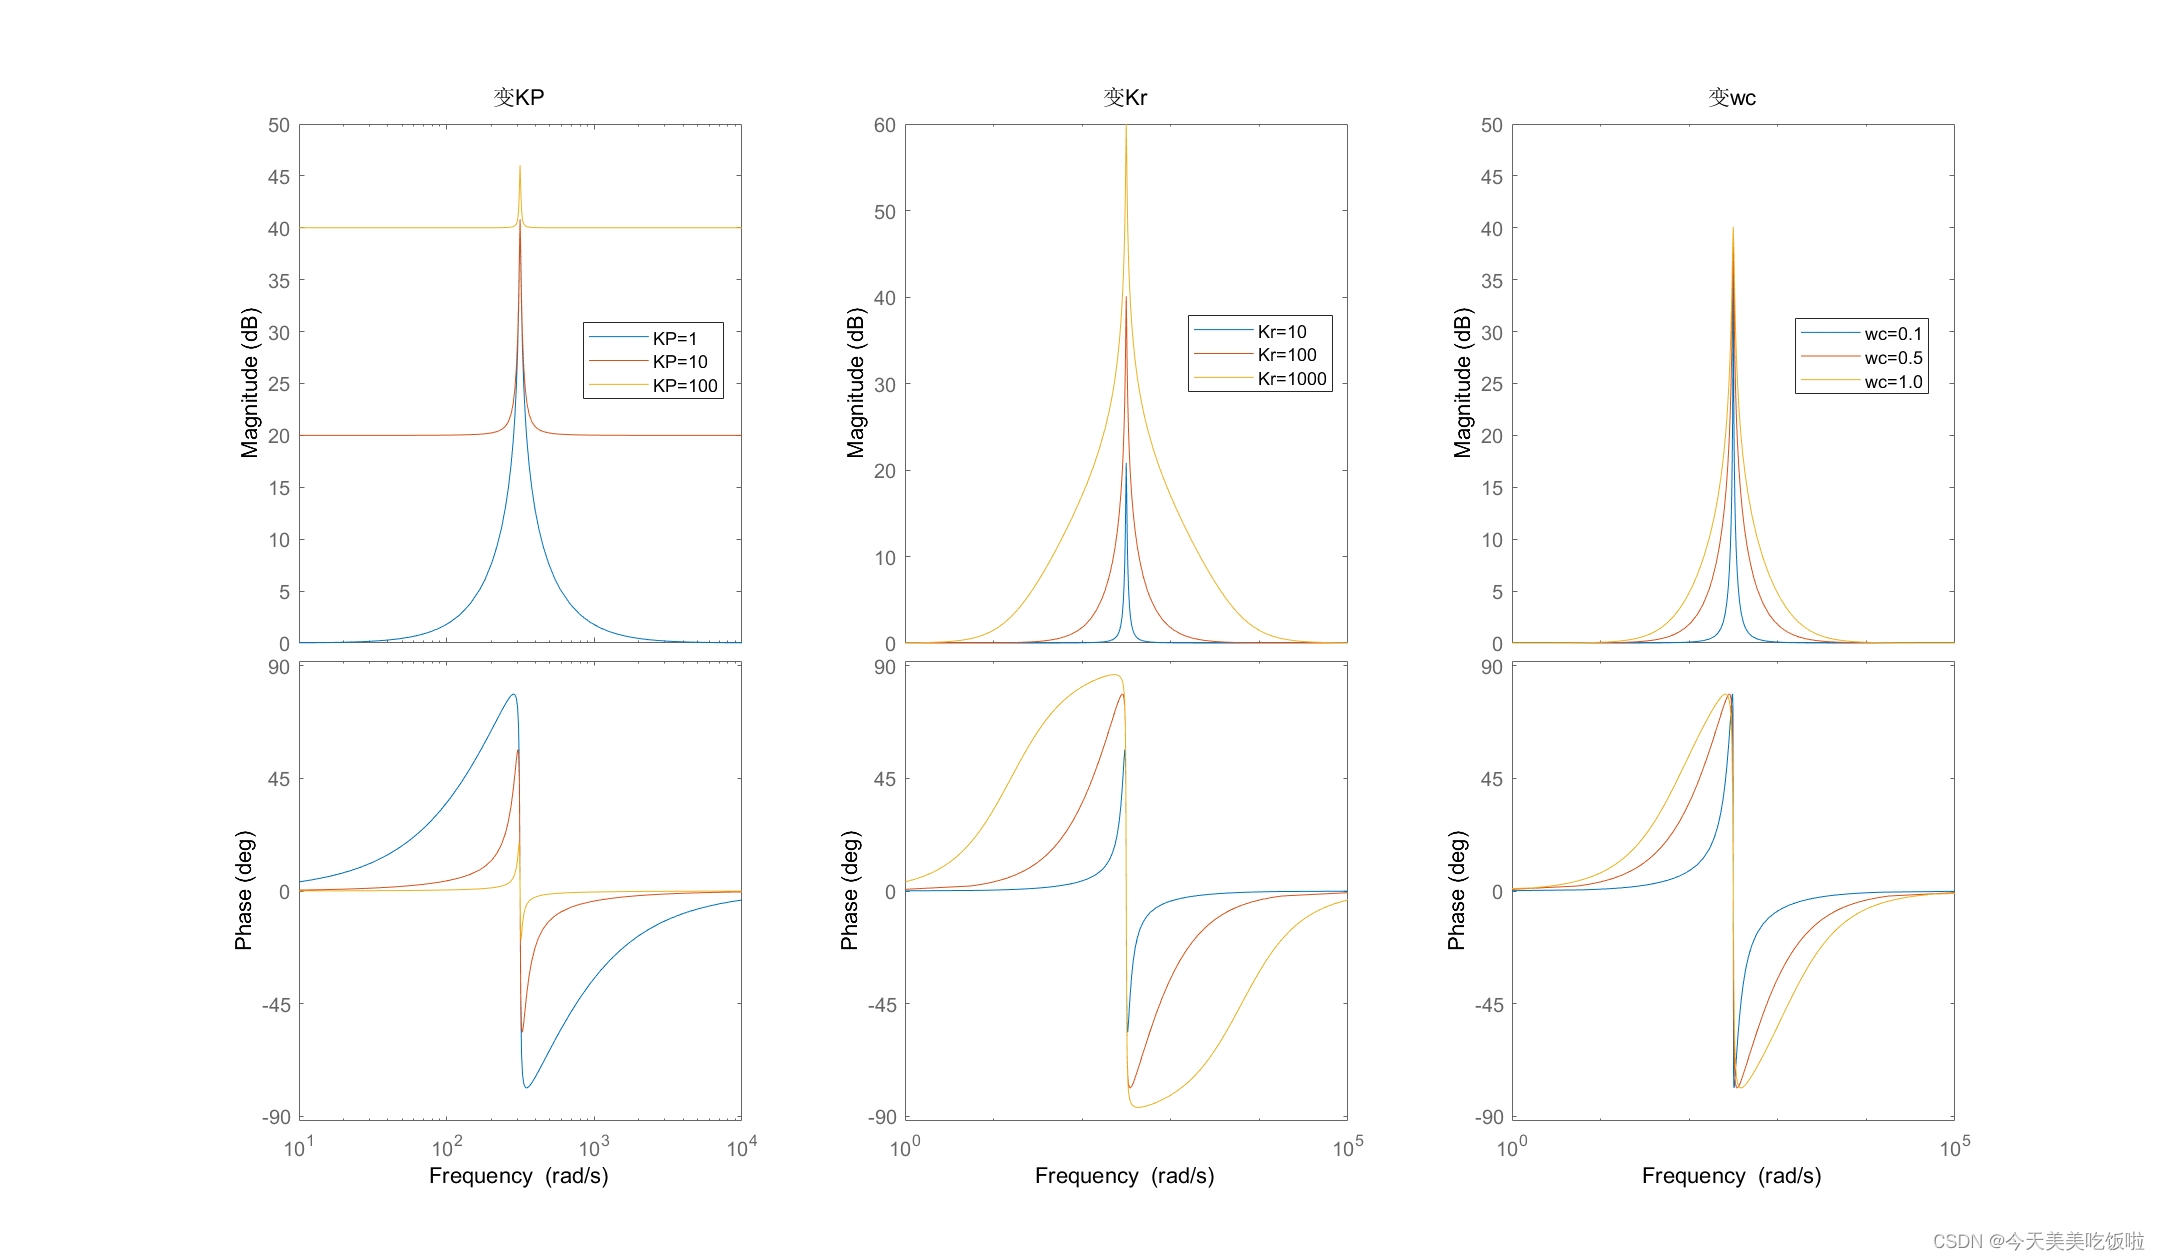 变KP
50
45
40
35
30
25
20
15
10
5
0
Magnitude (dB)
KP=1
KP=10
KP=100
90
45
0
-45
-90
Phase (deg)
10^1
10^2
10^3
10^4
Frequency (rad/s)
变Kr
60
50
40
30
20
10
0
Magnitude (dB)
Kr=10
Kr=100
Kr=1000
90
45
0
-45
-90
Phase (deg)
10^0
10^5
Frequency (rad/s)
变wc
50
45
40
35
30
25
20
15
10
5
0
Magnitude (dB)
wc=0.1
wc=0.5
wc=1.0
90
45
0
-45
-90
Phase (deg)
10^0
10^5
Frequency (rad/s)
CSDN @今天美美吃饭啦